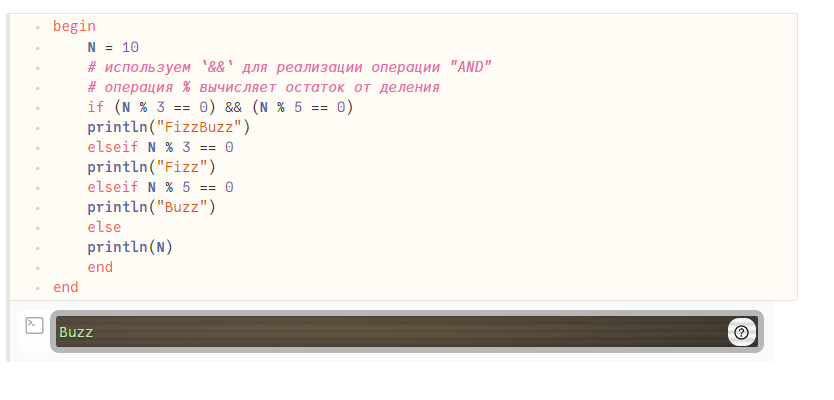 begin
N = 10
# используем `&&` для реализации операции "AND"
# операция % вычисляет остаток от деления
if (N % 3 == 0) && (N % 5 == 0)
println("FizzBuzz")
elseif N % 3 == 0
println("Fizz")
elseif N % 5 == 0
println("Buzz")
else
println(N)
end
end
>_
Buzz
?